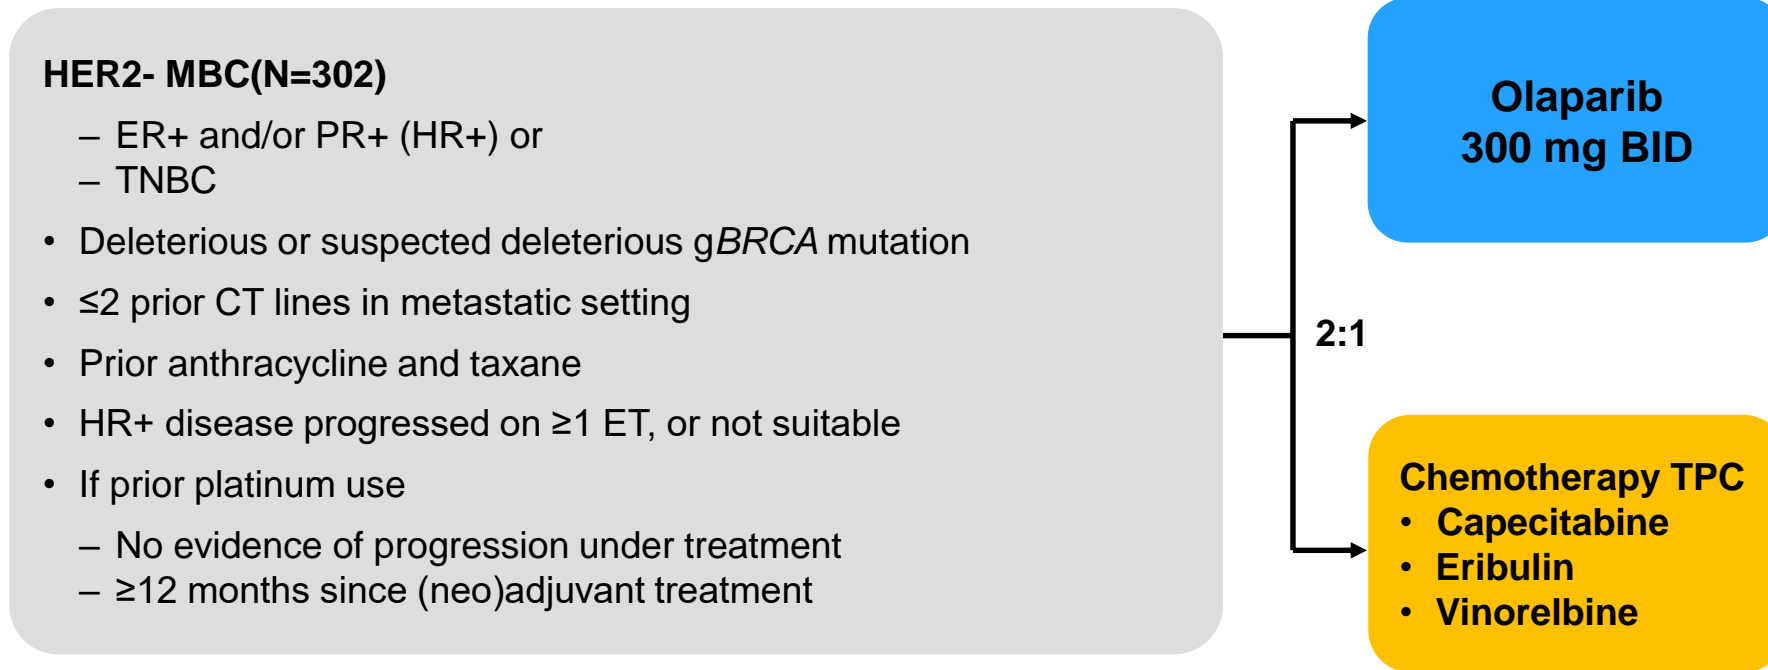 HER2- MBC(N=302)
– ER+ and/or PR+ (HR+) or
– TNBC
• Deleterious or suspected deleterious gBRCA mutation
• ≤2 prior CT lines in metastatic setting
• Prior anthracycline and taxane
• HR+ disease progressed on ≥1 ET, or not suitable
• If prior platinum use
– No evidence of progression under treatment
– ≥12 months since (neo)adjuvant treatment
2:1
Olaparib
300 mg BID
Chemotherapy TPC
• Capecitabine
• Eribulin
• Vinorelbine